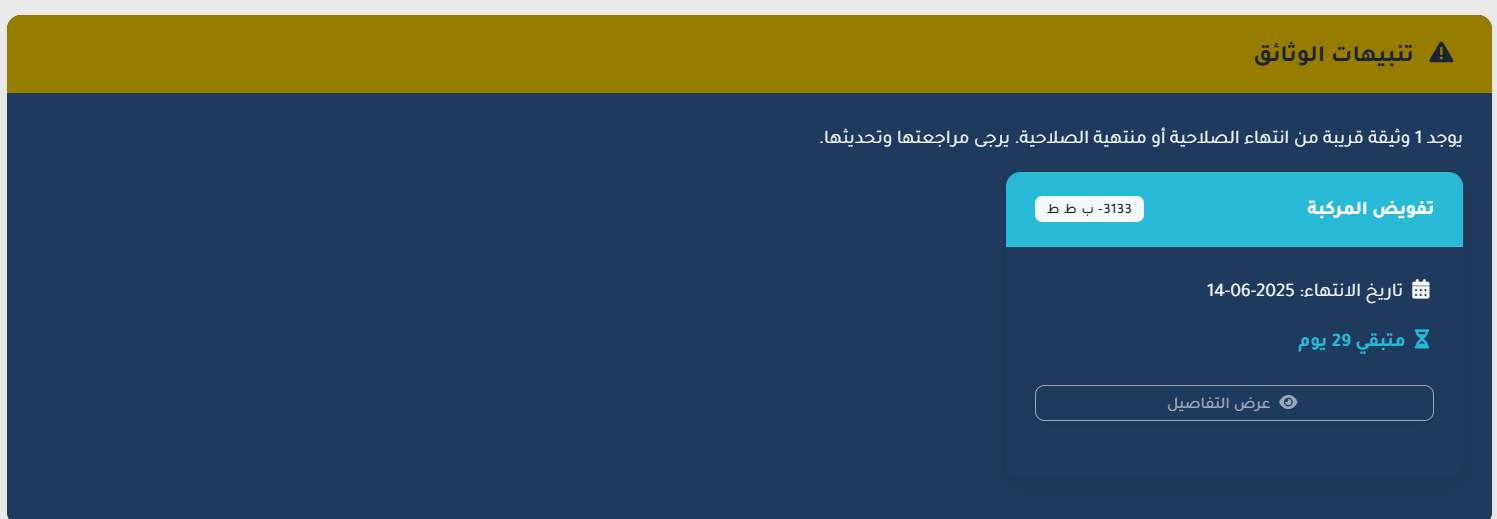 تنبيهات الوثائق
يوجد 1 وثيقة قريبة من انتهاء الصلاحية أو منتهية الصلاحية. يرجى مراجعتها وتحديثها.
تفويض المركبة
3133- ب ط ط
تاريخ الانتهاء: 2025-06-14
متبقي 29 يوم
عرض التفاصيل